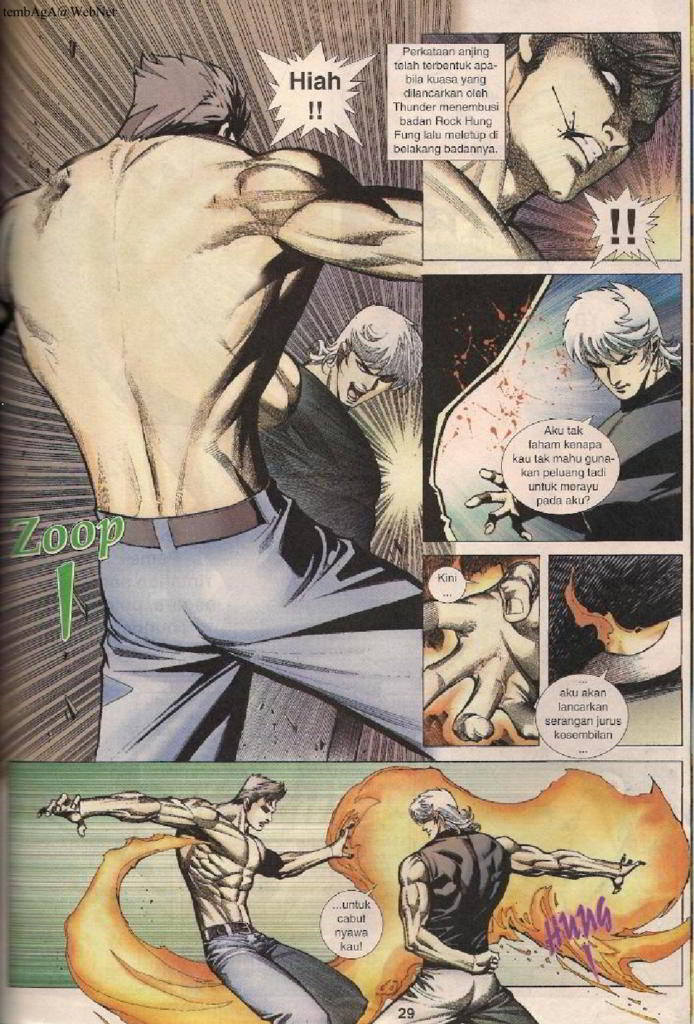 tembAgA@WebNet
Hiah
!!
Perkataan anjing
telah terbentuk apa-
bila kuasa yang
dilancarkan oleh
Thunder menembusi
badan Rock Hung
Fung lalu meletup di
belakang badannya.
!!
Zoop
!
Aku tak
faham kenapa
kau tak mahu guna-
kan peluang tadi
untuk merayu
pada aku?
Kini
...
...
aku akan
lancarkan
serangan jurus
kesembilan
...
...untuk
cabut
nyawa
kau!
HUNG
!
29